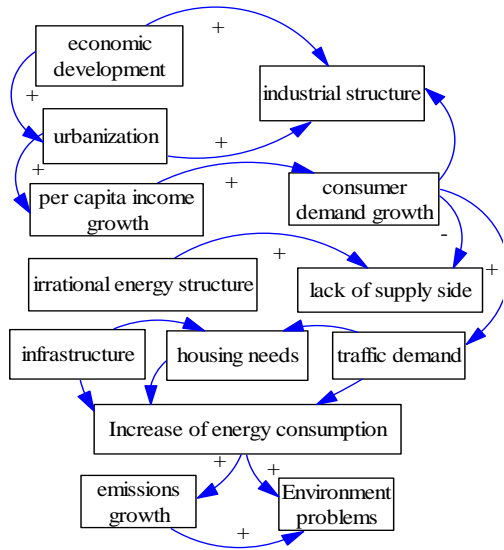 economic
development
+
industrial structure
+
urbanization
+
+
per capita income
growth
+
consumer
demand growth
-
+
irrational energy structure
+
lack of supply side
infrastructure
housing needs
traffic demand
Increase of energy consumption
+
+
emissions
growth
Environment
problems
+